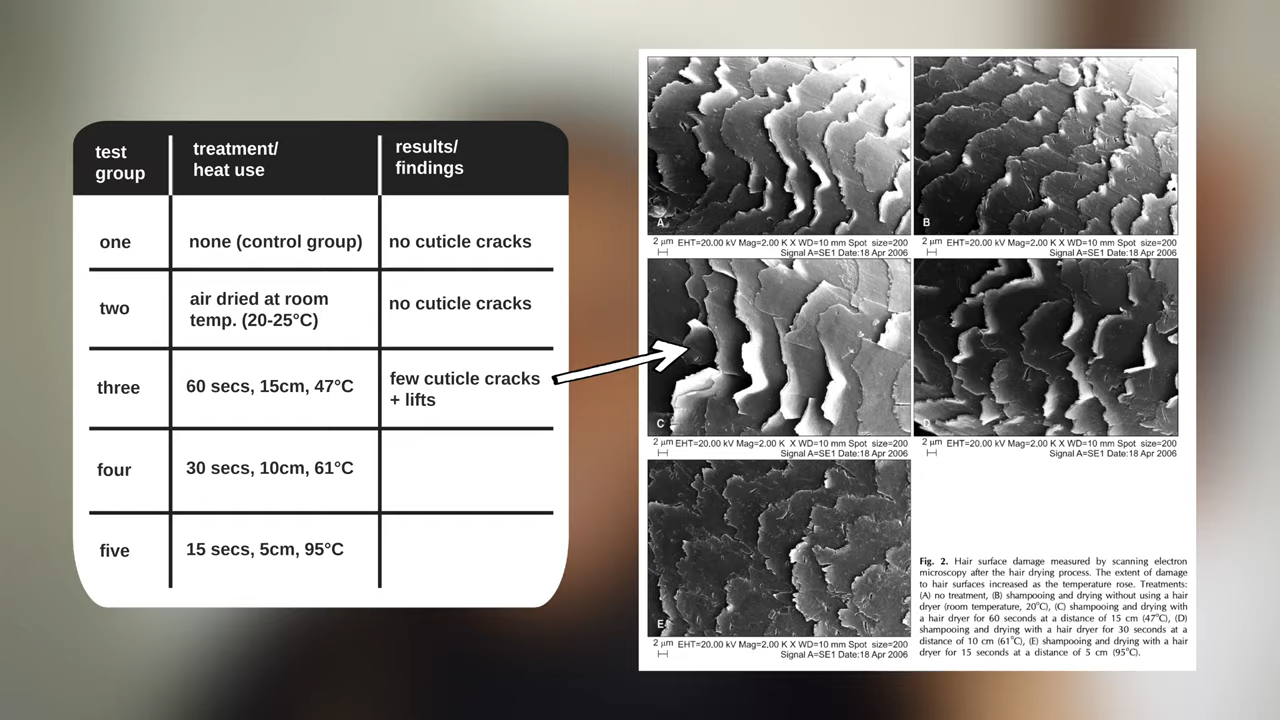 test
group
treatment/
heat use
results/
findings
one
none (control group)
no cuticle cracks
two
air dried at room
temp. (20-25°C)
no cuticle cracks
three
60 secs, 15cm, 47°C
few cuticle cracks
+ lifts
four
30 secs, 10cm, 61°C
five
15 secs, 5cm, 95°C
A
B
2 µm EHT=20.00 kV Mag=2.00 K X WD=10 mm Spot size=200
Signal A=SE1 Date:18 Apr 2006
2 µm EHT=20.00 kV Mag=2.00 K X WD=10 mm Spot size=200
Signal A=SE1 Date:18 Apr 2006
C
D
2 µm EHT=20.00 kV Mag=2.00 K X WD=10 mm Spot size=200
Signal A=SE1 Date:18 Apr 2006
2 µm EHT=20.00 kV Mag=2.00 K X WD=10 mm Spot size=200
Signal A=SE1 Date:18 Apr 2006
E
2 µm EHT=20.00 kV Mag=2.00 K X WD=10 mm Spot size=200
Signal A=SE1 Date:18 Apr 2006
Fig. 2. Hair surface damage measured by scanning electron
microscopy after the hair drying process. The extent of damage
to hair surfaces increased as the temperature rose. Treatments:
(A) no treatment, (B) shampooing and drying without using a hair
dryer (room temperature, 20°C), (C) shampooing and drying with
a hair dryer for 60 seconds at a distance of 15 cm (47°C), (D)
shampooing and drying with a hair dryer for 30 seconds at a
distance of 10 cm (61°C), (E) shampooing and drying with a hair
dryer for 15 seconds at a distance of 5 cm (95°C).